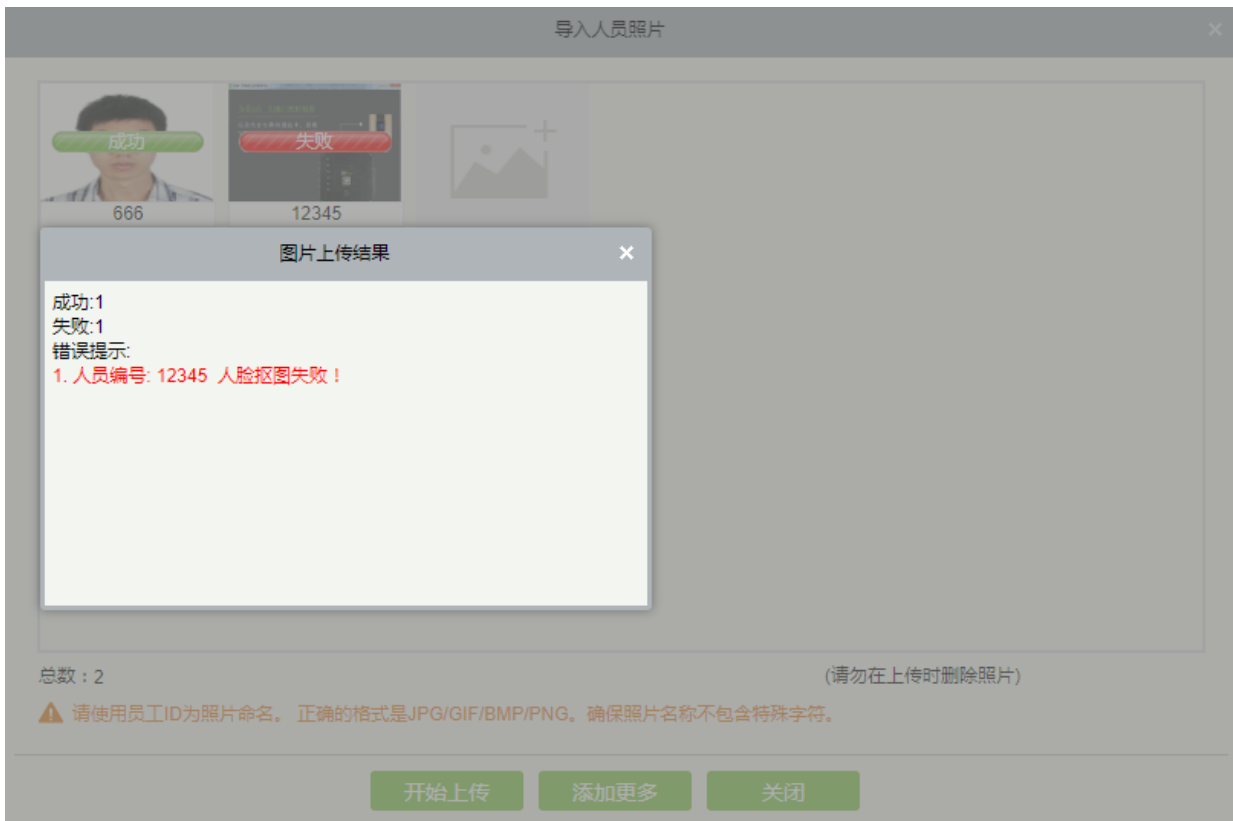 导入人员照片
成功
失败
666
12345
图片上传结果
成功:1
失败:1
错误提示:
1. 人员编号: 12345 人脸抠图失败！
总数：2
(请勿在上传时删除照片)
请使用员工ID为照片命名。 正确的格式是JPG/GIF/BMP/PNG。确保照片名称不包含特殊字符。
开始上传
添加更多
关闭